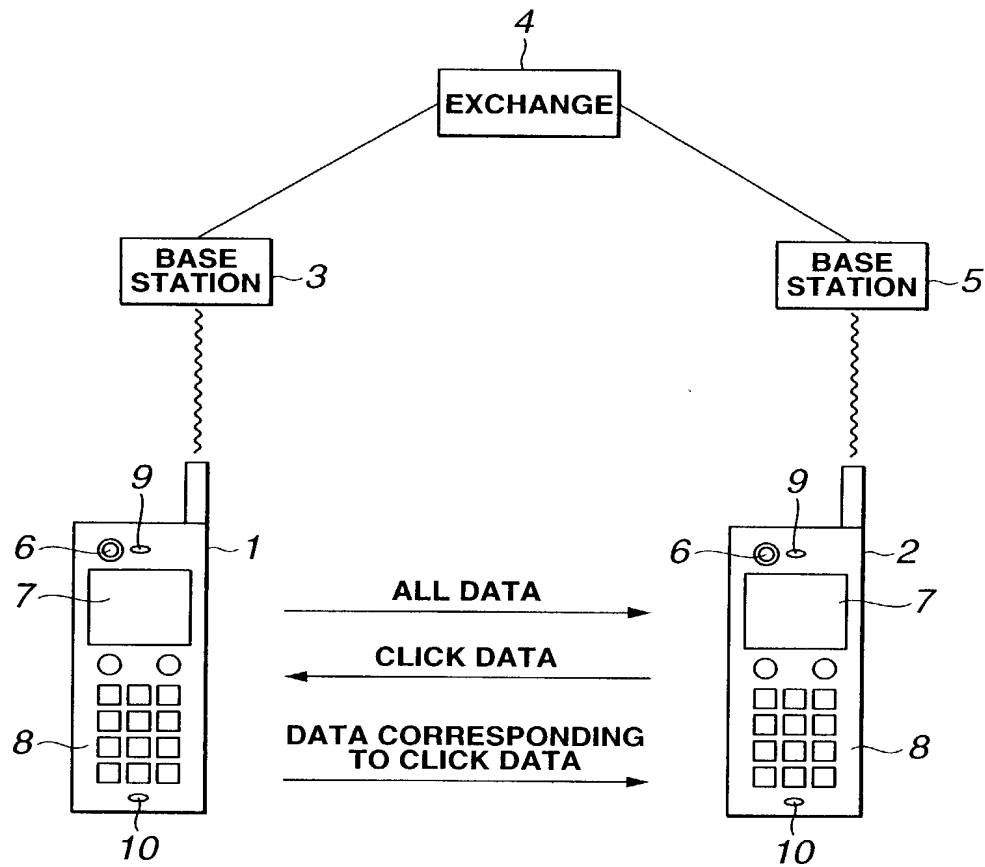 4
EXCHANGE
BASE
STATION
3
BASE
STATION
5
9
6
1
7
8
10
ALL DATA
CLICK DATA
DATA CORRESPONDING
TO CLICK DATA
9
6
2
7
8
10